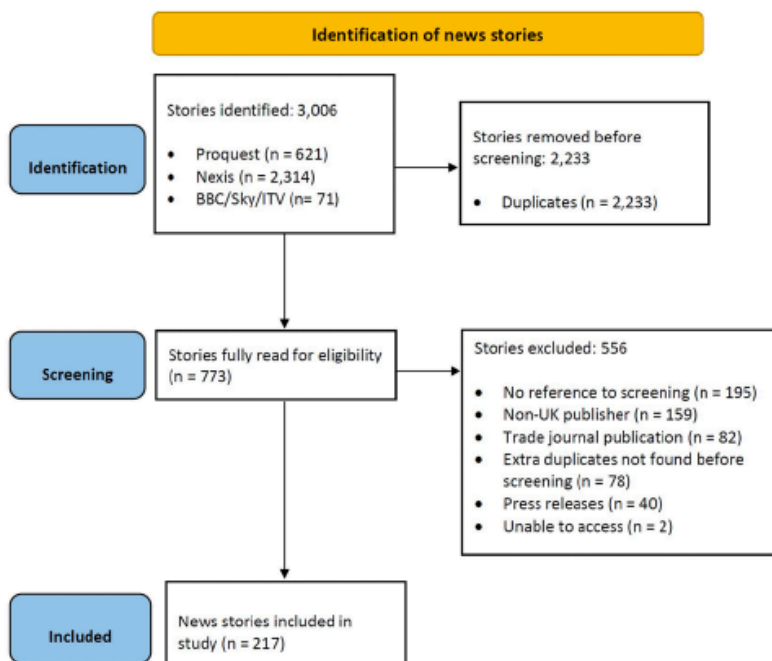 Identification of news stories
Identification
Stories identified: 3,006
• Proquest (n = 621)
• Nexis (n = 2,314)
• BBC/Sky/ITV (n= 71)
Stories removed before
screening: 2,233
• Duplicates (n = 2,233)
Screening
Stories fully read for eligibility
(n = 773)
Stories excluded: 556
• No reference to screening (n = 195)
• Non-UK publisher (n = 159)
• Trade journal publication (n = 82)
• Extra duplicates not found before
screening (n = 78)
• Press releases (n = 40)
• Unable to access (n = 2)
Included
News stories included in
study (n = 217)